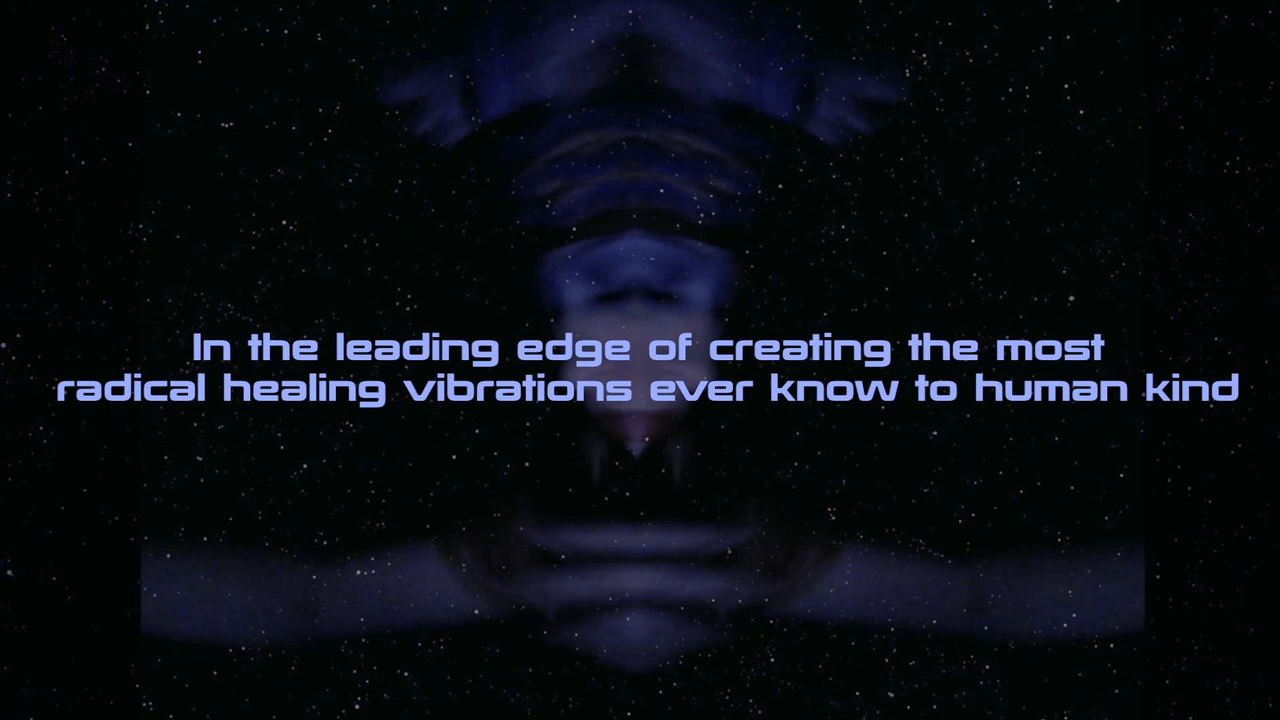 In the leading edge of creating the most
radical healing vibrations ever know to human kind